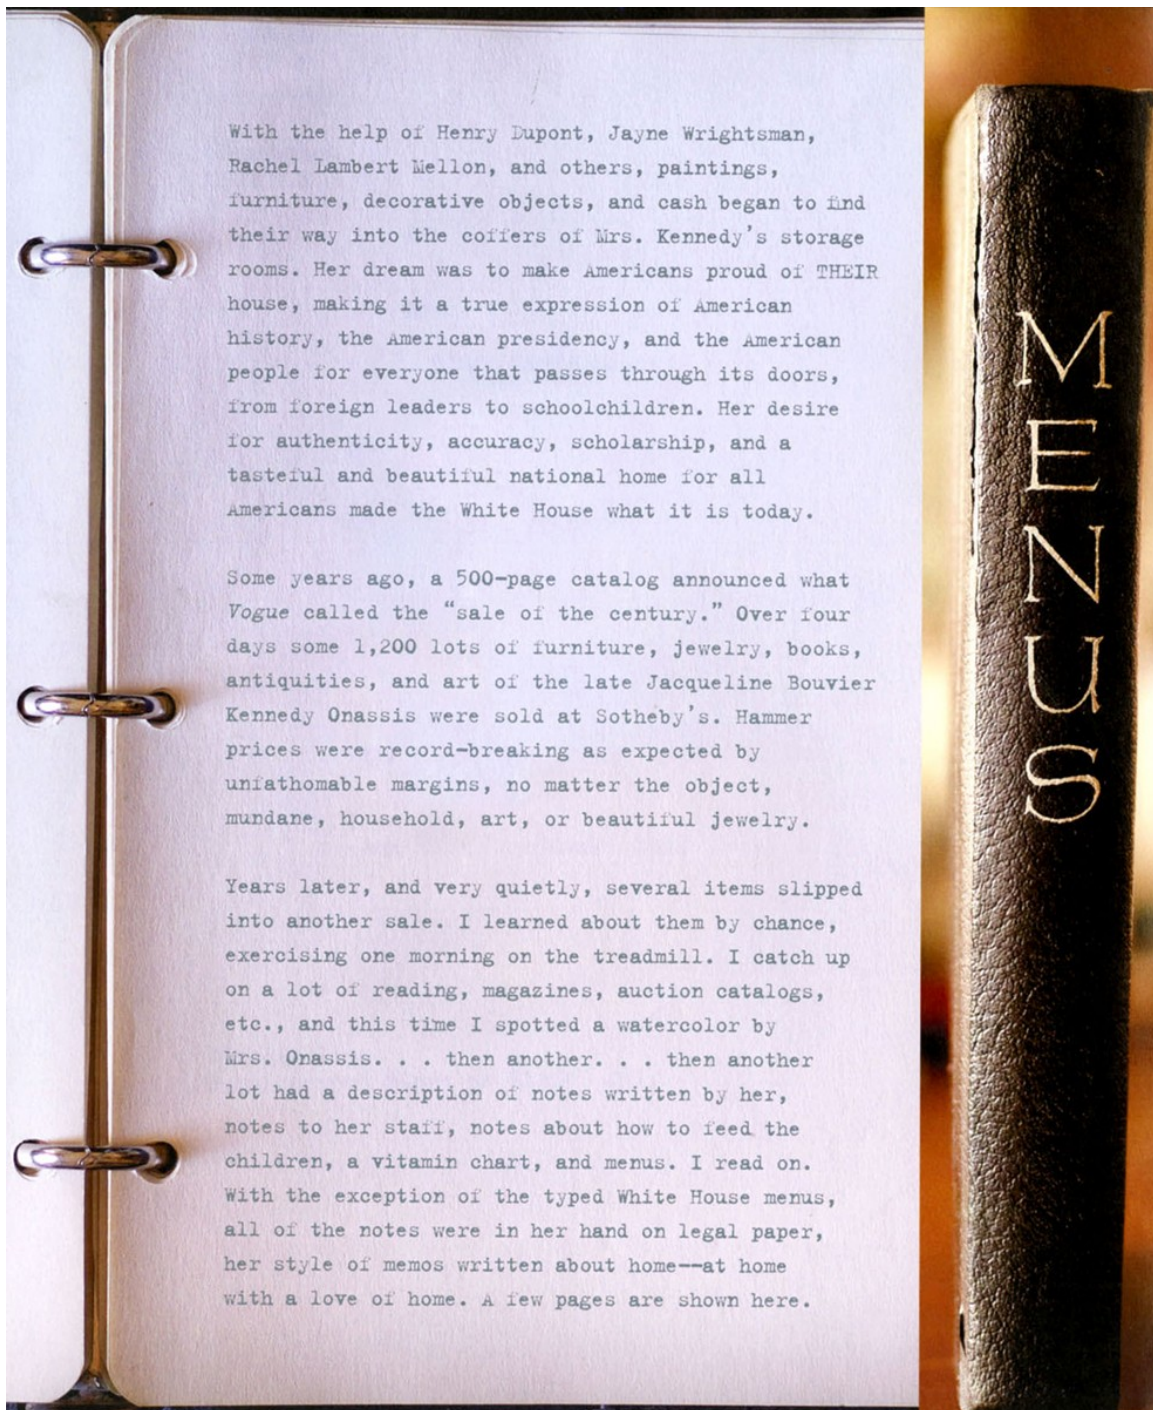 With the help of Henry Dupont, Jayne Wrightsman,
Rachel Lambert Mellon, and others, paintings,
furniture, decorative objects, and cash began to find
their way into the coffers of Mrs. Kennedy's storage
rooms. Her dream was to make Americans proud of THEIR
house, making it a true expression of American
history, the American presidency, and the American
people for everyone that passes through its doors,
from foreign leaders to schoolchildren. Her desire
for authenticity, accuracy, scholarship, and a
tasteful and beautiful national home for all
Americans made the White House what it is today.
Some years ago, a 500-page catalog announced what
Vogue called the “sale of the century.” Over four
days some 1,200 lots of furniture, jewelry, books,
antiquities, and art of the late Jacqueline Bouvier
Kennedy Onassis were sold at Sotheby's. Hammer
prices were record-breaking as expected by
unfathomable margins, no matter the object,
mundane, household, art, or beautiful jewelry.
Years later, and very quietly, several items slipped
into another sale. I learned about them by chance,
exercising one morning on the treadmill. I catch up
on a lot of reading, magazines, auction catalogs,
etc., and this time I spotted a watercolor by
Mrs. Onassis. . . then another. . . then another
lot had a description of notes written by her,
notes to her staff, notes about how to feed the
children, a vitamin chart, and menus. I read on.
With the exception of the typed White House menus,
all of the notes were in her hand on legal paper,
her style of memos written about home--at home
with a love of home. A few pages are shown here.
MENUS